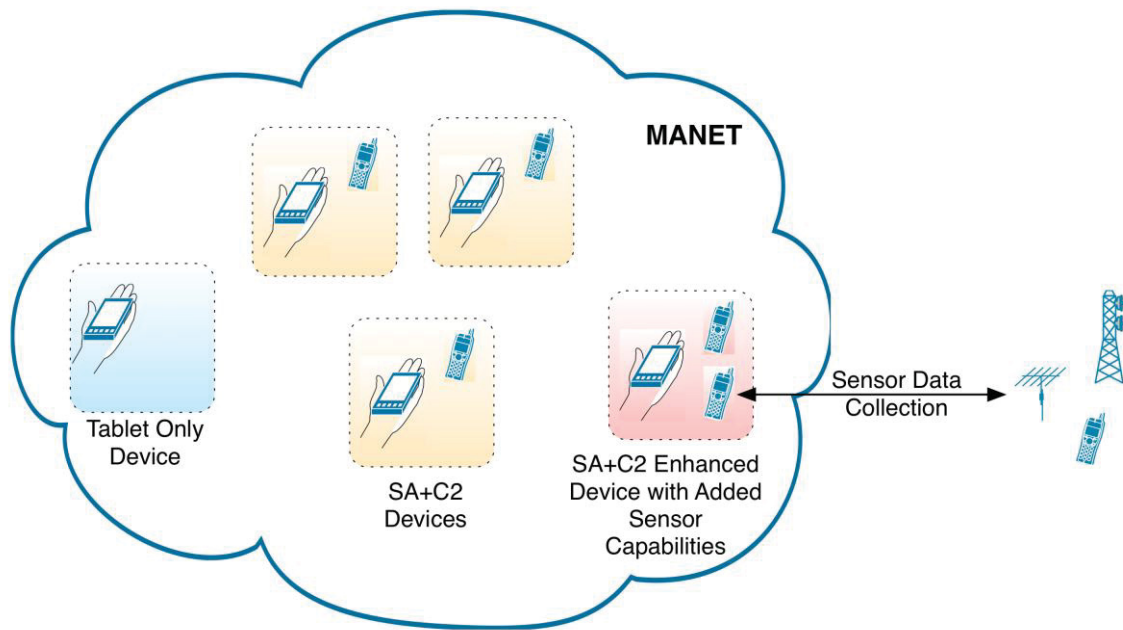 MANET
Tablet Only
Device
SA+C2
Devices
SA+C2 Enhanced
Device with Added
Sensor
Capabilities
Sensor Data
Collection